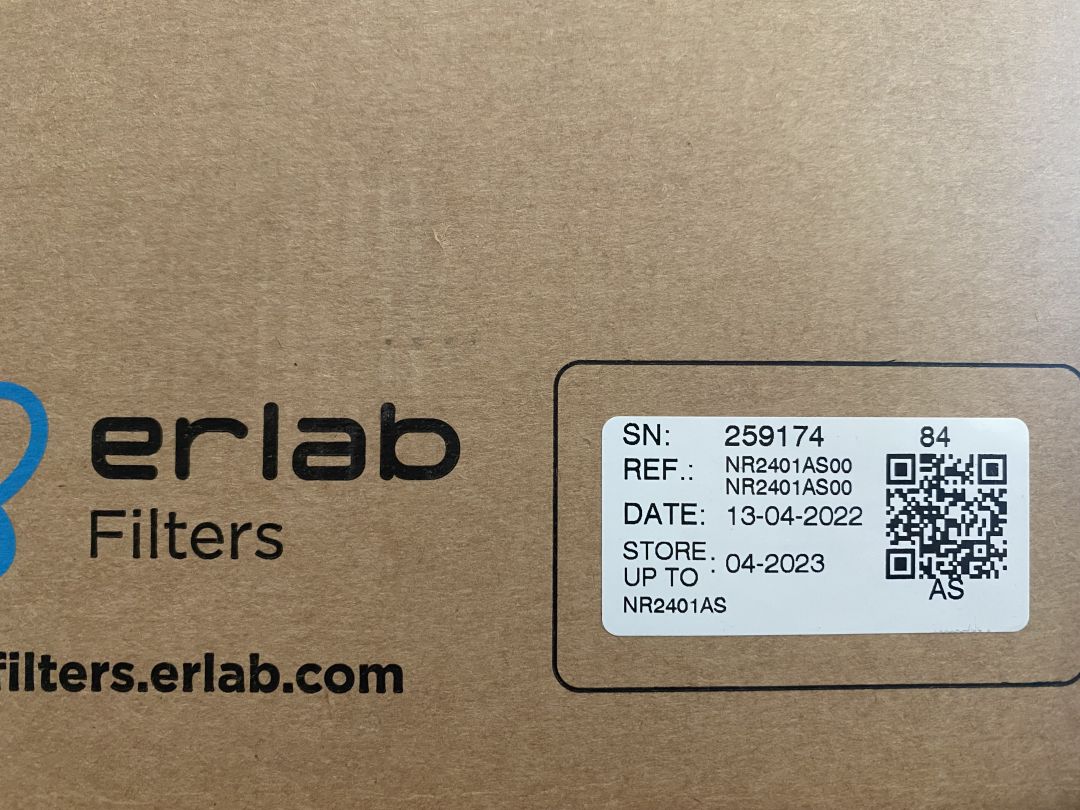 erlab
Filters
filters.erlab.com
SN: 259174 84
REF.: NR2401AS00
NR2401AS00
DATE: 13-04-2022
STORE UP TO : 04-2023
AS
NR2401AS